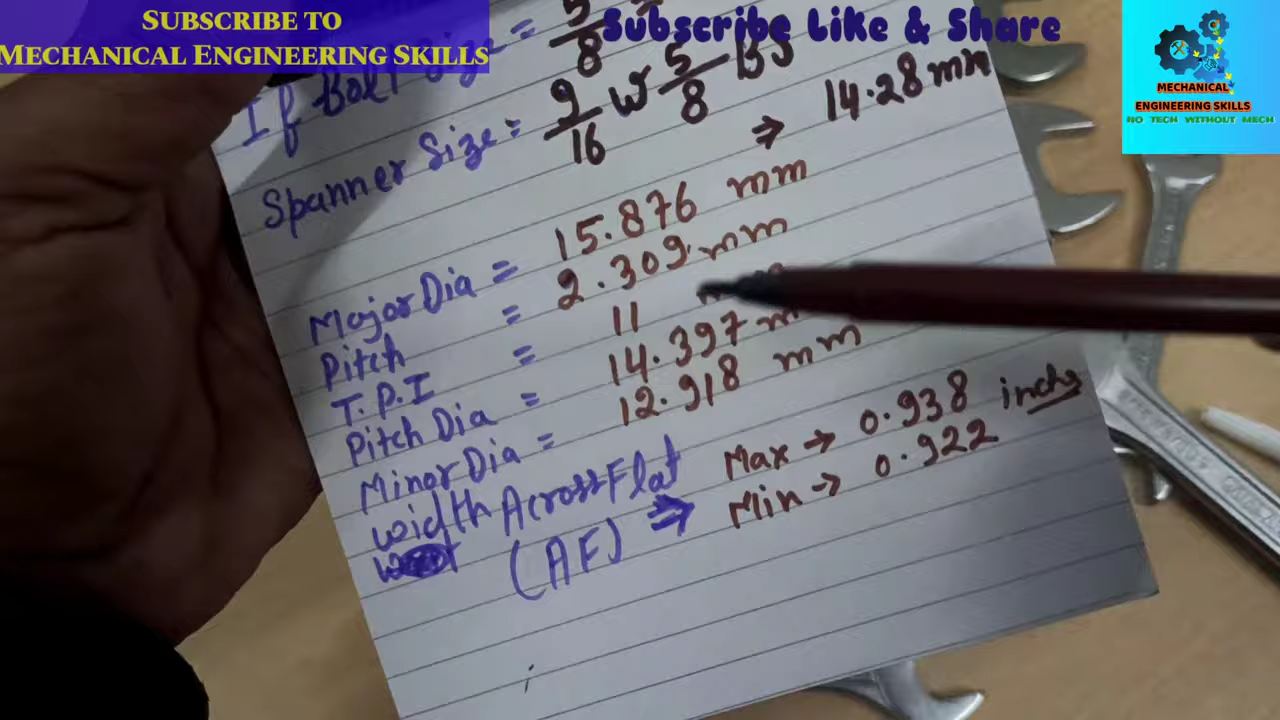 SUBSCRIBE TO
MECHANICAL ENGINEERING SKILLS
Subscribe Like & Share
MECHANICAL
ENGINEERING SKILLS
NO TECH WITHOUT MECH
If Bolt Size = 5/8
Spanner Size = 9/16 W 5/8 BS
⇒ 14.28 mm
Major Dia = 15.876 mm
Pitch = 2.309 mm
T.P.I = 11
Pitch Dia = 14.397 m
Minor Dia = 12.918 mm
Width Across Flat
(AF) ⇒ Max → 0.938 inchs
Min → 0.922